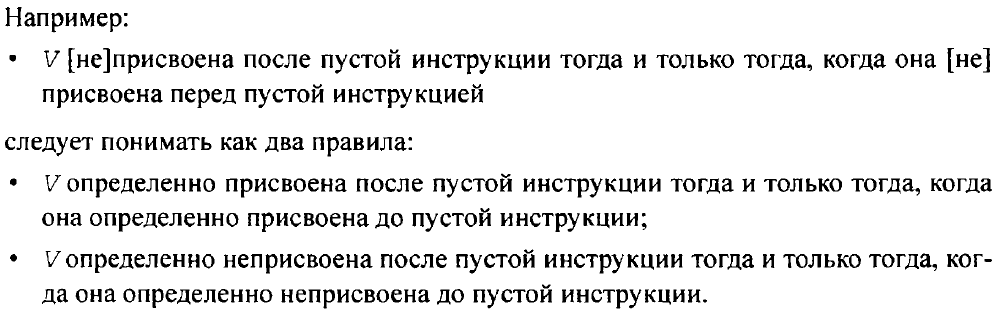 Например:
• V [не]присвоена после пустой инструкции тогда и только тогда, когда она [не]
присвоена перед пустой инструкцией
следует понимать как два правила:
• V определенно присвоена после пустой инструкции тогда и только тогда, когда
она определенно присвоена до пустой инструкции;
• V определенно неприсвоена после пустой инструкции тогда и только тогда, ког-
да она определенно неприсвоена до пустой инструкции.